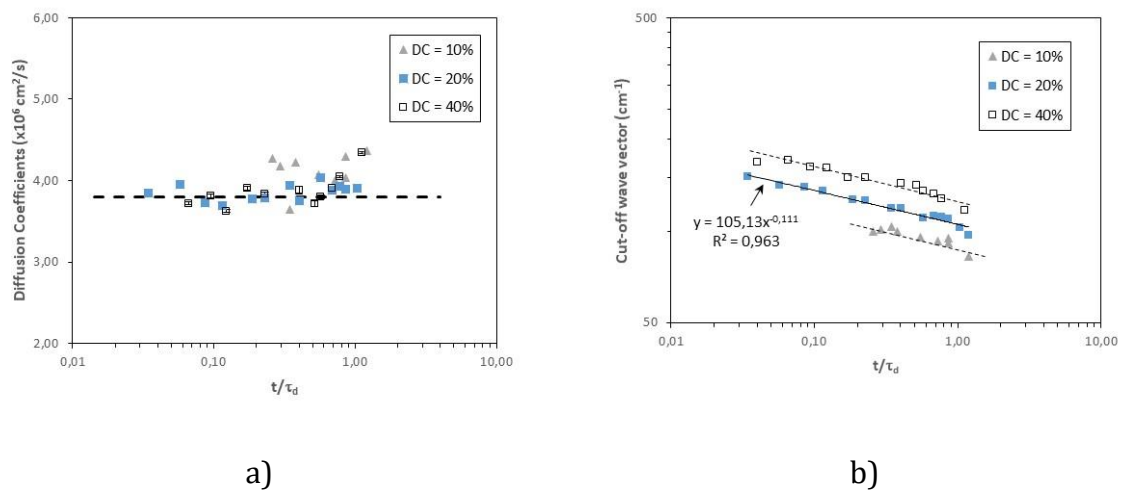 6,00
5,00
4,00
3,00
2,00
Diffusion Coefficients (x10⁶ cm²/s)
DC = 10%
DC = 20%
DC = 40%
0,01
0,10
1,00
10,00
t/τd
a)
500
50
Cut-off wave vector (cm⁻¹)
DC = 10%
DC = 20%
DC = 40%
y = 105,13x⁻⁰,¹¹¹
R² = 0,963
0,01
0,10
1,00
10,00
t/τd
b)